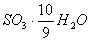 SO₃ · 10/9 H₂O